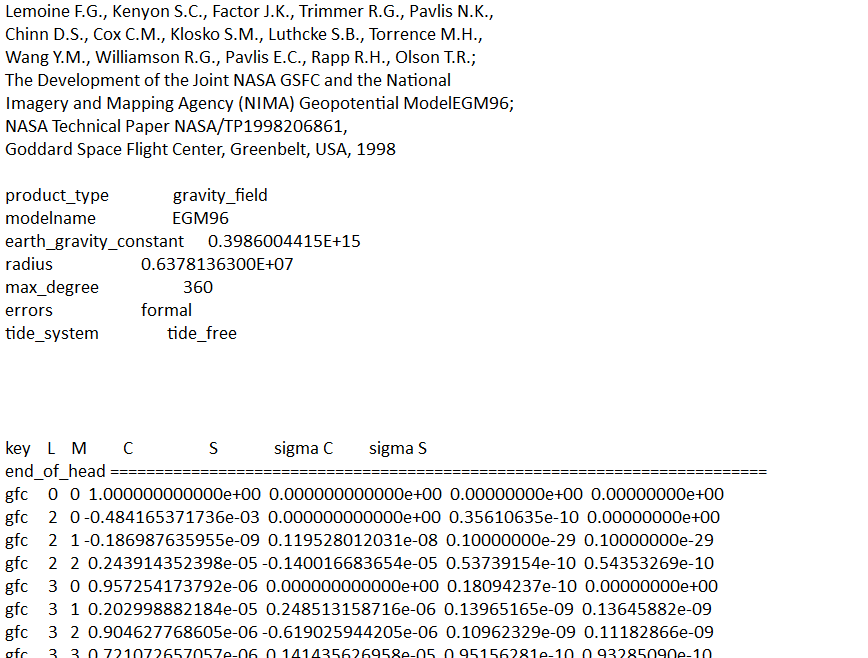 Lemoine F.G., Kenyon S.C., Factor J.K., Trimmer R.G., Pavlis N.K.,
Chinn D.S., Cox C.M., Klosko S.M., Luthcke S.B., Torrence M.H.,
Wang Y.M., Williamson R.G., Pavlis E.C., Rapp R.H., Olson T.R.;
The Development of the Joint NASA GSFC and the National
Imagery and Mapping Agency (NIMA) Geopotential ModelEGM96;
NASA Technical Paper NASA/TP1998206861,
Goddard Space Flight Center, Greenbelt, USA, 1998
product_type gravity_field
modelname EGM96
earth_gravity_constant 0.3986004415E+15
radius 0.6378136300E+07
max_degree 360
errors formal
tide_system tide_free
key L M C S sigma C sigma S
end_of_head =========================================================================
gfc 0 0 1.000000000000e+00 0.000000000000e+00 0.00000000e+00 0.00000000e+00
gfc 2 0 -0.484165371736e-03 0.000000000000e+00 0.35610635e-10 0.00000000e+00
gfc 2 1 -0.186987635955e-09 0.119528012031e-08 0.10000000e-29 0.10000000e-29
gfc 2 2 0.243914352398e-05 -0.140016683654e-05 0.53739154e-10 0.54353269e-10
gfc 3 0 0.957254173792e-06 0.000000000000e+00 0.18094237e-10 0.00000000e+00
gfc 3 1 0.202998882184e-05 0.248513158716e-06 0.13965165e-09 0.13645882e-09
gfc 3 2 0.904627768605e-06 -0.619025944205e-06 0.10962329e-09 0.11182866e-09
gfc 3 3 0.721072657057e-06 0.141435626958e-05 0.95156281e-10 0.93285090e-10